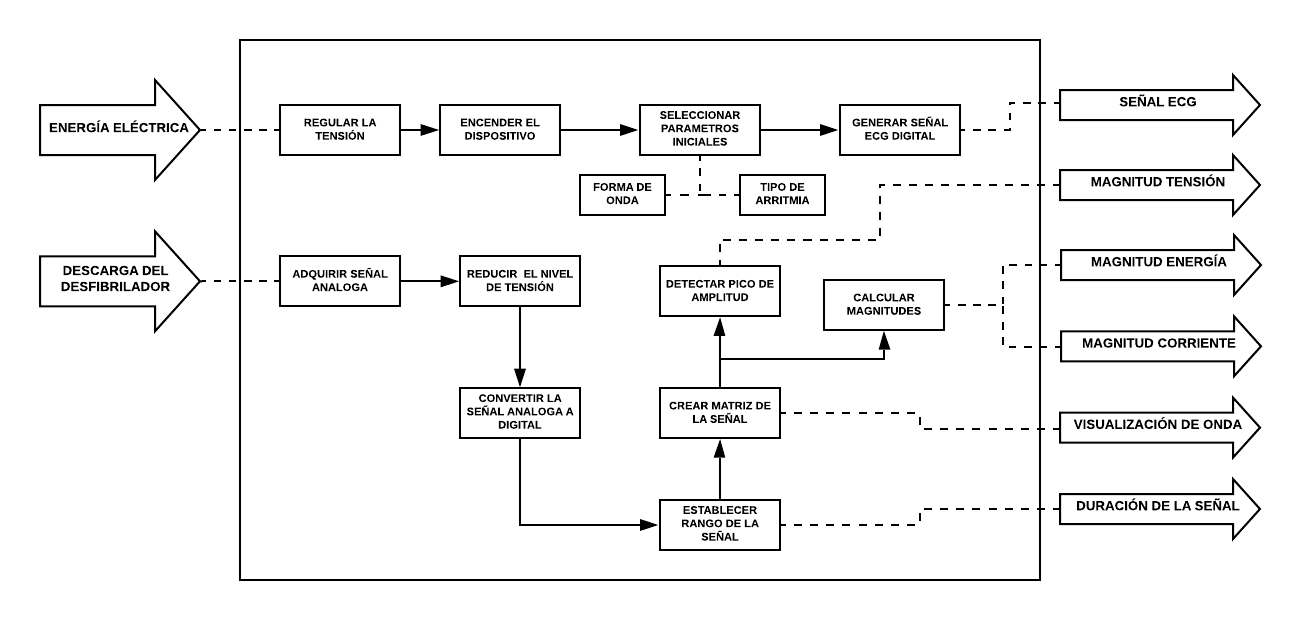 ENERGÍA ELÉCTRICA
REGULAR LA
TENSIÓN
ENCENDER EL
DISPOSITIVO
SELECCIONAR
PARAMETROS
INICIALES
GENERAR SEÑAL
ECG DIGITAL
SEÑAL ECG
FORMA DE
ONDA
TIPO DE
ARRITMIA
MAGNITUD TENSIÓN
DESCARGA DEL
DESFIBRILADOR
ADQUIRIR SEÑAL
ANALOGA
REDUCIR EL NIVEL
DE TENSIÓN
DETECTAR PICO DE
AMPLITUD
CALCULAR
MAGNITUDES
MAGNITUD ENERGÍA
MAGNITUD CORRIENTE
CONVERTIR LA
SEÑAL ANALOGA A
DIGITAL
CREAR MATRIZ DE
LA SEÑAL
VISUALIZACIÓN DE ONDA
ESTABLECER
RANGO DE LA
SEÑAL
DURACIÓN DE LA SEÑAL